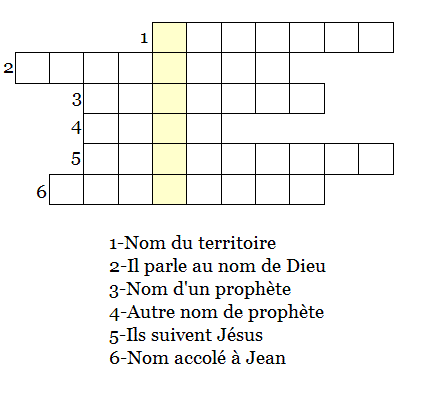 1
2
3
4
5
6
1-Nom du territoire
2-Il parle au nom de Dieu
3-Nom d'un prophète
4-Autre nom de prophète
5-Ils suivent Jésus
6-Nom accolé à Jean